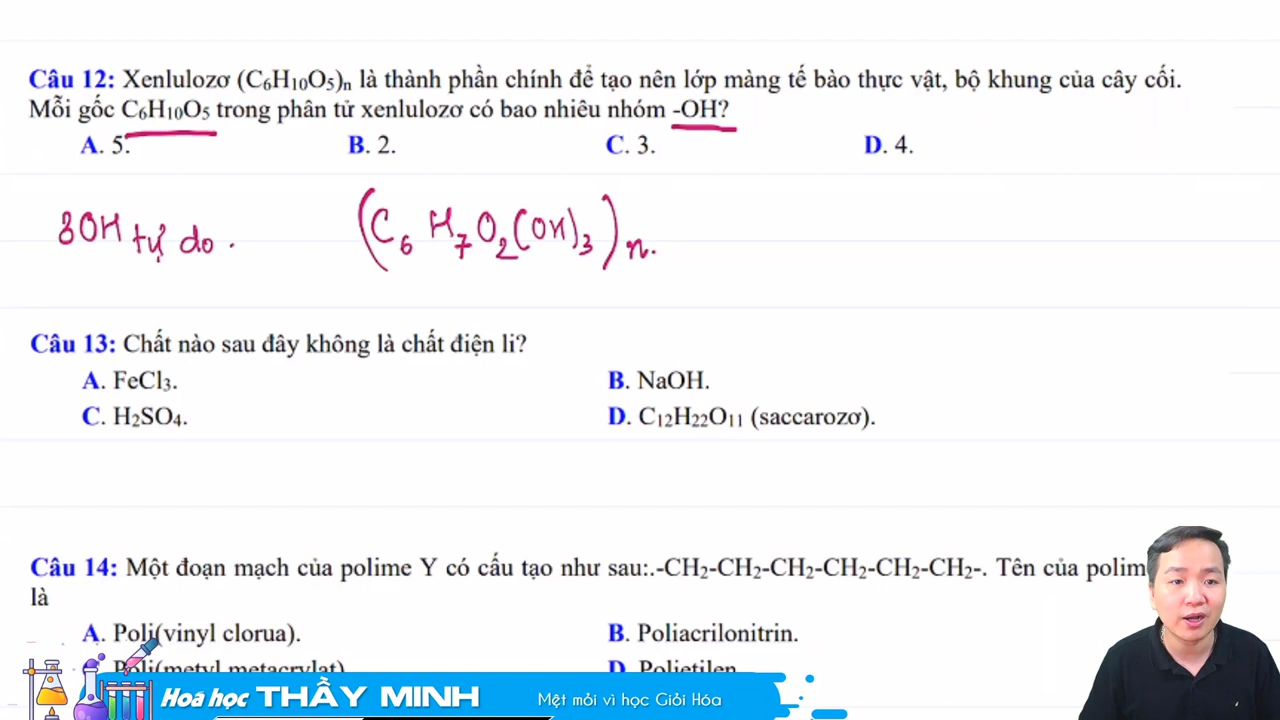 Câu 12: Xenlulozơ (C6H10O5)n là thành phần chính để tạo nên lớp màng tế bào thực vật, bộ khung của cây cối.
Mỗi gốc C6H10O5 trong phân tử xenlulozơ có bao nhiêu nhóm -OH?
A. 5. B. 2. C. 3. D. 4.
3OH tự do. (C6H7O2(OH)3)n.
Câu 13: Chất nào sau đây không là chất điện li?
A. FeCl3. B. NaOH.
C. H2SO4. D. C12H22O11 (saccarozơ).
Câu 14: Một đoạn mạch của polime Y có cấu tạo như sau:.-CH2-CH2-CH2-CH2-CH2-CH2-. Tên của polim
là
A. Poli(vinyl clorua). B. Poliacrilonitrin.
Poli(metyl metacrylat) D. Polietilen
Hoá học THẦY MINH Mệt mỏi vì học Giỏi Hóa